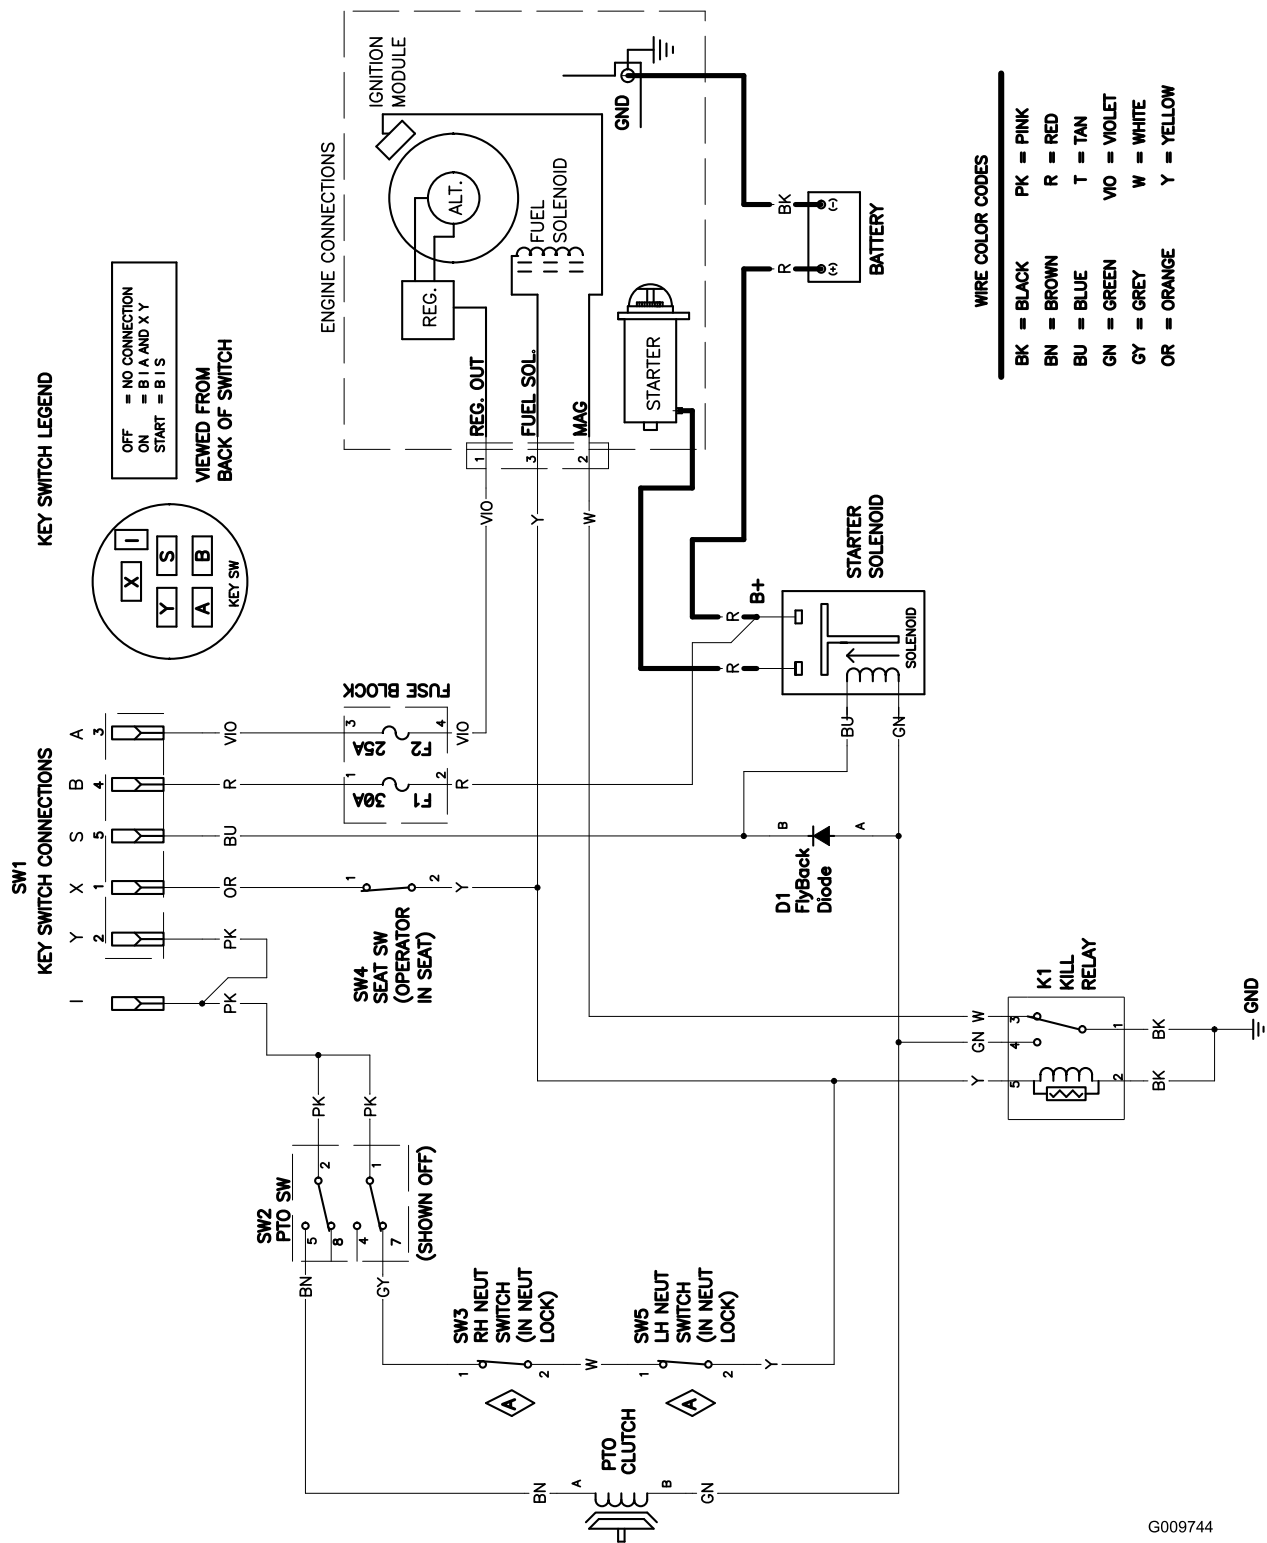 KEY SWITCH LEGEND
OFF = NO CONNECTION
ON = B I A AND X Y
START = B I S
VIEWED FROM
BACK OF SWITCH
X
I
Y
S
A
B
KEY SW
ENGINE CONNECTIONS
IGNITION
MODULE
ALT.
REG.
FUEL
SOLENOID
GND
STARTER
REG. OUT
FUEL SOL.
MAG
1
3
2
VIO
Y
W
BK
R
(-)
(+)
BATTERY
WIRE COLOR CODES
BK = BLACK
PK = PINK
BN = BROWN
R = RED
BU = BLUE
T = TAN
GN = GREEN
VIO = VIOLET
GY = GREY
W = WHITE
OR = ORANGE
Y = YELLOW
SW1
KEY SWITCH CONNECTIONS
I
Y
X
S
B
A
2
1
5
4
3
PK
PK
OR
BU
R
VIO
FUSE BLOCK
3
25A
F2
4
VIO
1
30A
F1
2
R
SW4
SEAT SW
(OPERATOR
IN SEAT)
1
2
Y
B+
R
R
STARTER
SOLENOID
SOLENOID
BU
GN
D1
FlyBack
Diode
B
A
K1
KILL
RELAY
W
3
GN
4
Y
5
1
2
BK
BK
GND
SW2
PTO SW
PK
PK
2
1
5
8
4
7
(SHOWN OFF)
BN
GY
SW3
RH NEUT
SWITCH
(IN NEUT
LOCK)
1
2
A
W
SW5
LH NEUT
SWITCH
(IN NEUT
LOCK)
1
2
A
Y
PTO
CLUTCH
BN
A
B
GN
G009744